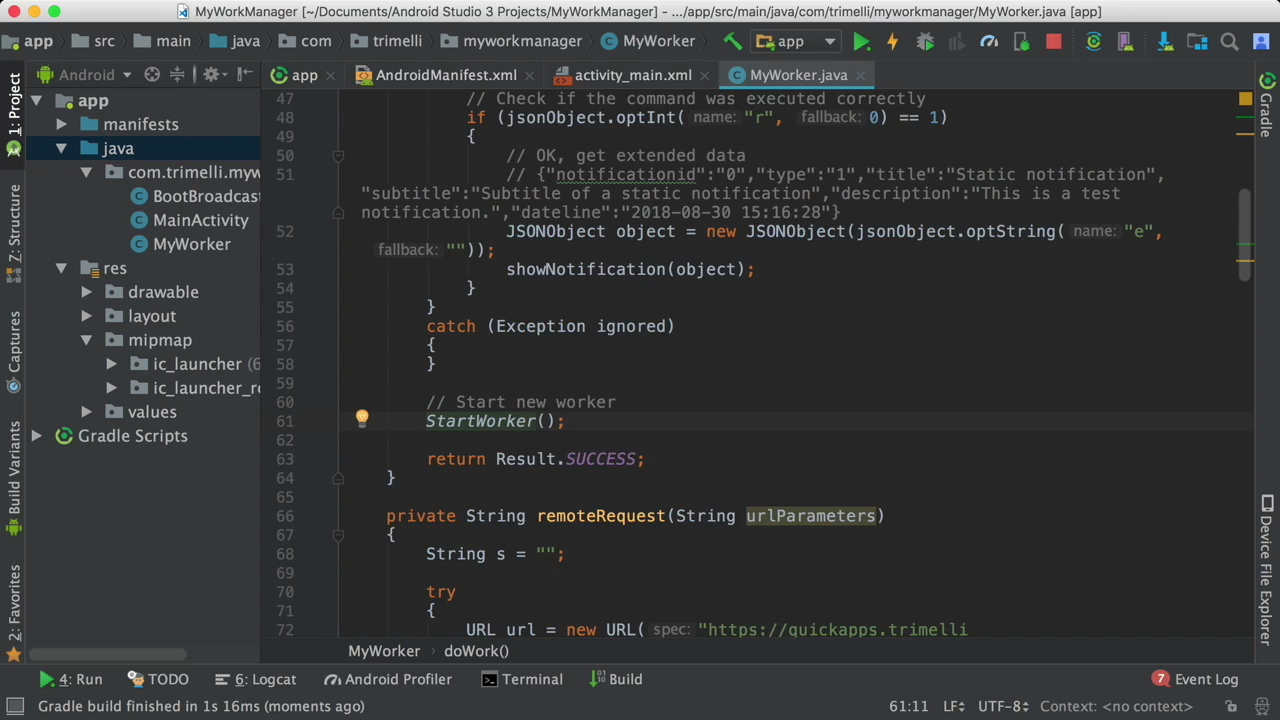 MyWorkManager [~/Documents/Android Studio 3 Projects/MyWorkManager] - .../app/src/main/java/com/trimelli/myworkmanager/MyWorker.java [app]
app src main java com trimelli myworkmanager MyWorker app
Android app AndroidManifest.xml activity_main.xml MyWorker.java
1: Project
Z: Structure
Captures
Build Variants
2: Favorites
app
manifests
java
com.trimelli.myw
BootBroadcas
MainActivity
MyWorker
res
drawable
layout
mipmap
ic_launcher (6
ic_launcher_ro
values
Gradle Scripts
47 // Check if the command was executed correctly
48 if (jsonObject.optInt( name: "r", fallback: 0) == 1)
49 {
50 // OK, get extended data
51 // {"notificationid":"0","type":"1","title":"Static notification",
"subtitle":"Subtitle of a static notification","description":"This is a test
notification.","dateline":"2018-08-30 15:16:28"}
52 JSONObject object = new JSONObject(jsonObject.optString( name: "e",
fallback: ""));
53 showNotification(object);
54 }
55 }
56 catch (Exception ignored)
57 {
58 }
59
60 // Start new worker
61 StartWorker();
62
63 return Result.SUCCESS;
64 }
65
66 private String remoteRequest(String urlParameters)
67 {
68 String s = "";
69
70 try
71 {
72 URL url = new URL( spec: "https://quickapps.trimelli
MyWorker doWork()
Gradle
Device File Explorer
4: Run TODO 6: Logcat Android Profiler Terminal Build 7 Event Log
Gradle build finished in 1s 16ms (moments ago) 61:11 LF UTF-8 Context: <no context>